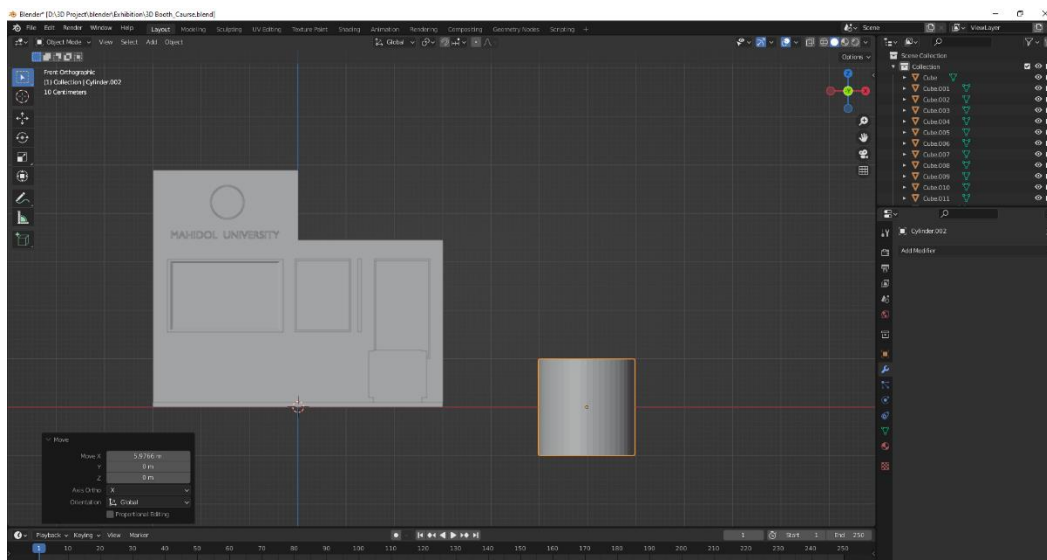 Blender* [D:\3D Project\blender\Exhibition\3D Booth_Caurse.blend]
File Edit Render Window Help Layout Modeling Sculpting UV Editing Texture Paint Shading Animation Rendering Compositing Geometry Nodes Scripting + Scene ViewLayer
Object Mode View Select Add Object Global
Options
Front Orthographic
(1) Collection | Cylinder.002
10 Centimeters
Z
X
MAHIDOL UNIVERSITY
Scene Collection
Collection
Cube
Cube.001
Cube.002
Cube.003
Cube.004
Cube.005
Cube.006
Cube.007
Cube.008
Cube.009
Cube.010
Cube.011
Cylinder.002
Add Modifier
Move
Move X 5.9766 m
Y 0 m
Z 0 m
Axis Ortho X
Orientation Global
Proportional Editing
Playback Keying View Marker 1 Start 1 End 250
1 10 20 30 40 50 60 70 80 90 100 110 120 130 140 150 160 170 180 190 200 210 220 230 240 250